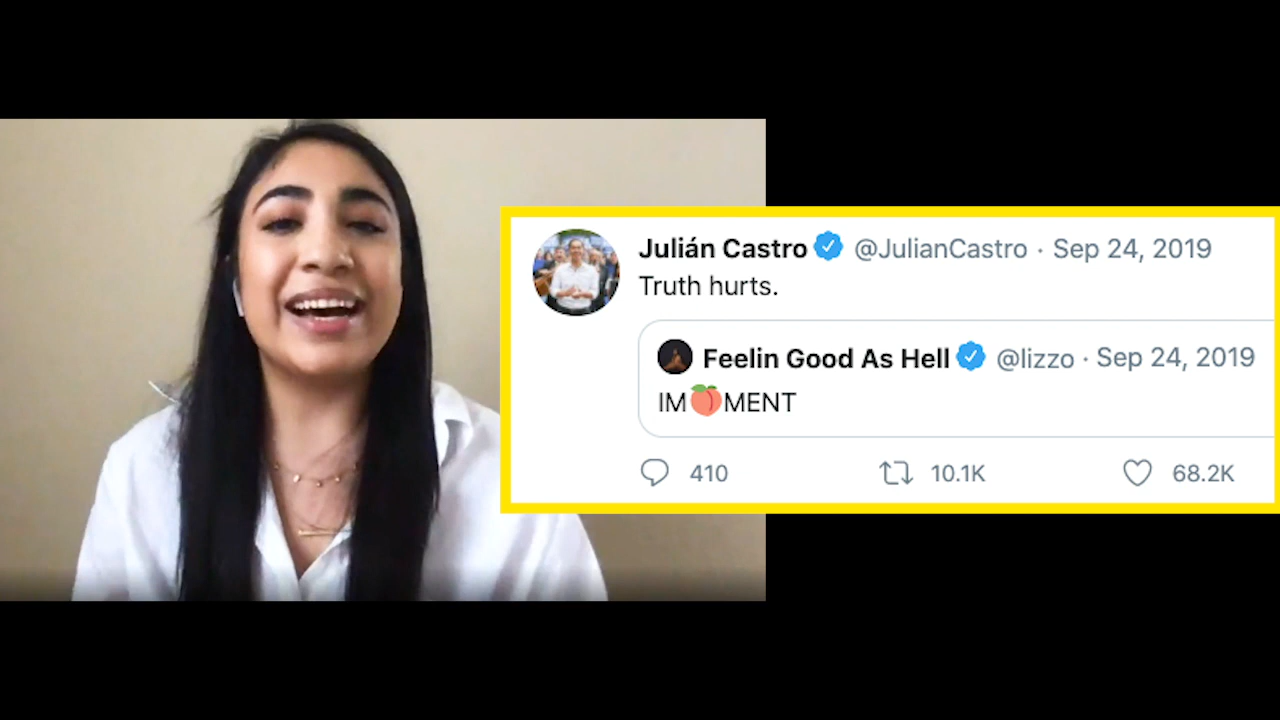 Julián Castro @JulianCastro · Sep 24, 2019
Truth hurts.
Feelin Good As Hell @lizzo · Sep 24, 2019
IM🍑MENT
410 10.1K 68.2K